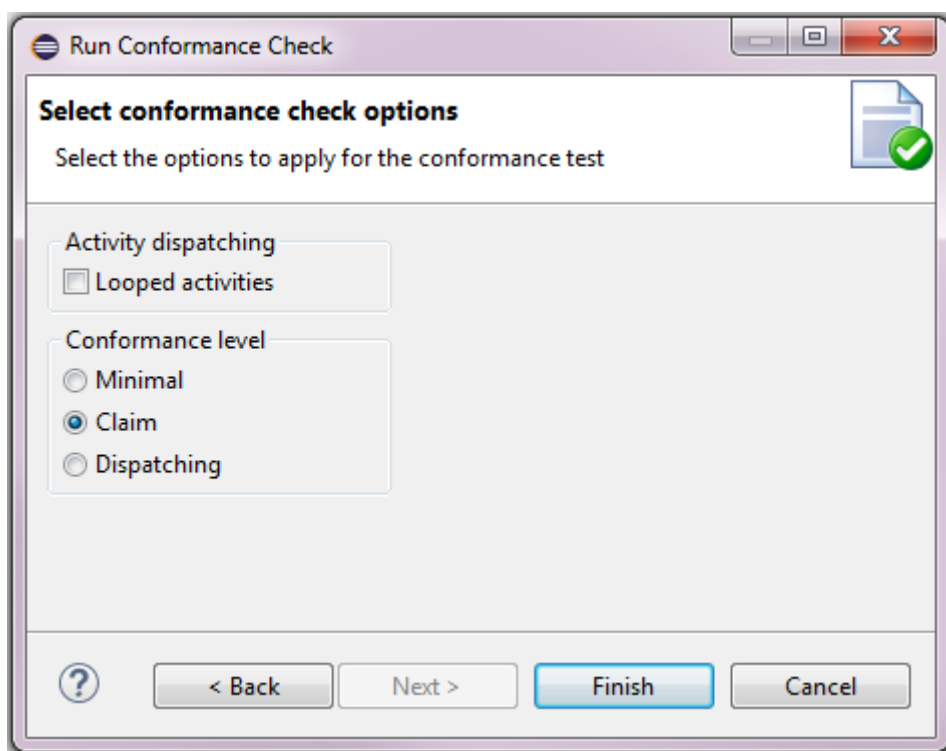 Run Conformance Check
Select conformance check options
Select the options to apply for the conformance test
Activity dispatching
Looped activities
Conformance level
Minimal
Claim
Dispatching
? < Back Next > Finish Cancel